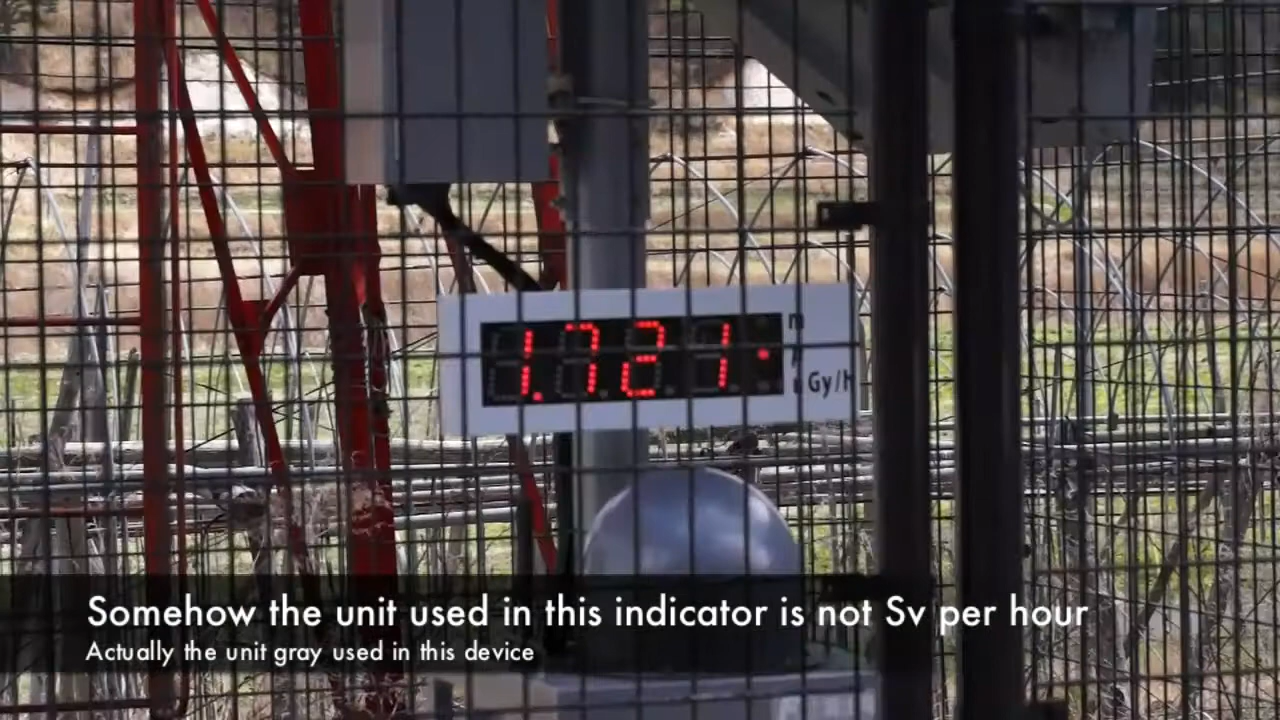 1.721
m
μ
n Gy/h
Somehow the unit used in this indicator is not Sv per hour
Actually the unit gray used in this device